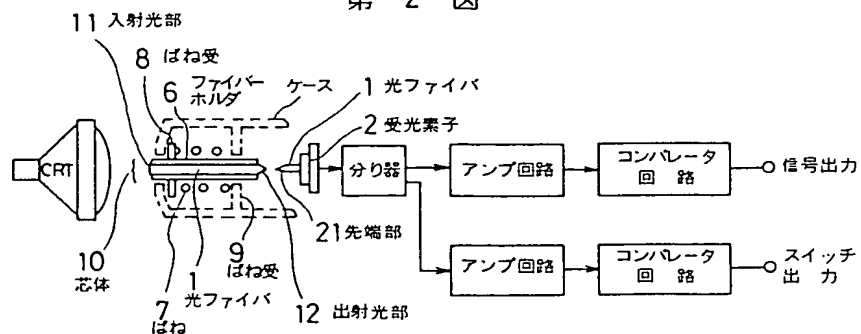 第 2 図
11 入射光部
8 ばね受
6 ファイバー
ホルダ
ケース
1 光ファイバ
2 受光素子
CRT
分り器
アンプ回路
コンパレータ
回 路
信号出力
21 先端部
10
芯体
7
ばね
1
光ファイバ
9
ばね受
12 出射光部
アンプ回路
コンパレータ
回 路
スイッチ
出 力